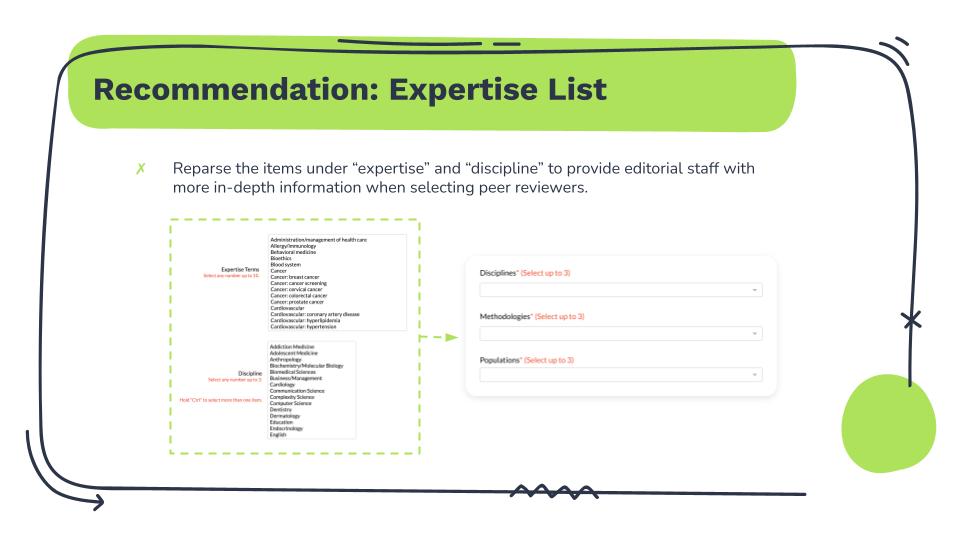 Recommendation: Expertise List
✗ Reparse the items under “expertise” and “discipline” to provide editorial staff with
more in-depth information when selecting peer reviewers.
Expertise Terms
Select any number up to 10.
Administration/management of health care
Allergy/Immunology
Behavioral medicine
Bioethics
Blood system
Cancer
Cancer: breast cancer
Cancer: cancer screening
Cancer: cervical cancer
Cancer: colorectal cancer
Cancer: prostate cancer
Cardiovascular
Cardiovascular: coronary artery disease
Cardiovascular: hyperlipidemia
Cardiovascular: hypertension
Discipline
Select any number up to 3.
Hold "Ctrl" to select more than one item.
Addiction Medicine
Adolescent Medicine
Anthropology
Biochemistry/Molecular Biology
Biomedical Sciences
Business/Management
Cardiology
Communication Science
Complexity Science
Computer Science
Dentistry
Dermatology
Education
Endocrinology
English
Disciplines* (Select up to 3)
Methodologies* (Select up to 3)
Populations* (Select up to 3)